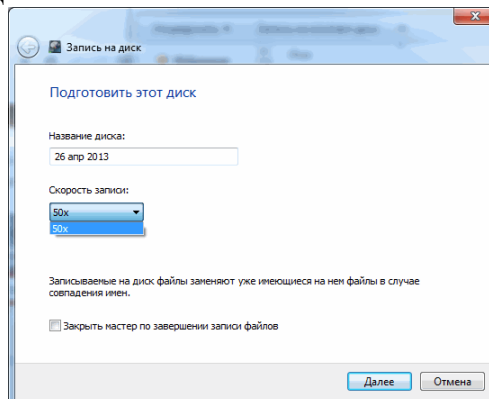 Запись на диск
Подготовить этот диск
Название диска:
26 апр 2013
Скорость записи:
50x
50x
Записываемые на диск файлы заменяют уже имеющиеся на нем файлы в случае
совпадения имен.
Закрыть мастер по завершении записи файлов
Далее
Отмена